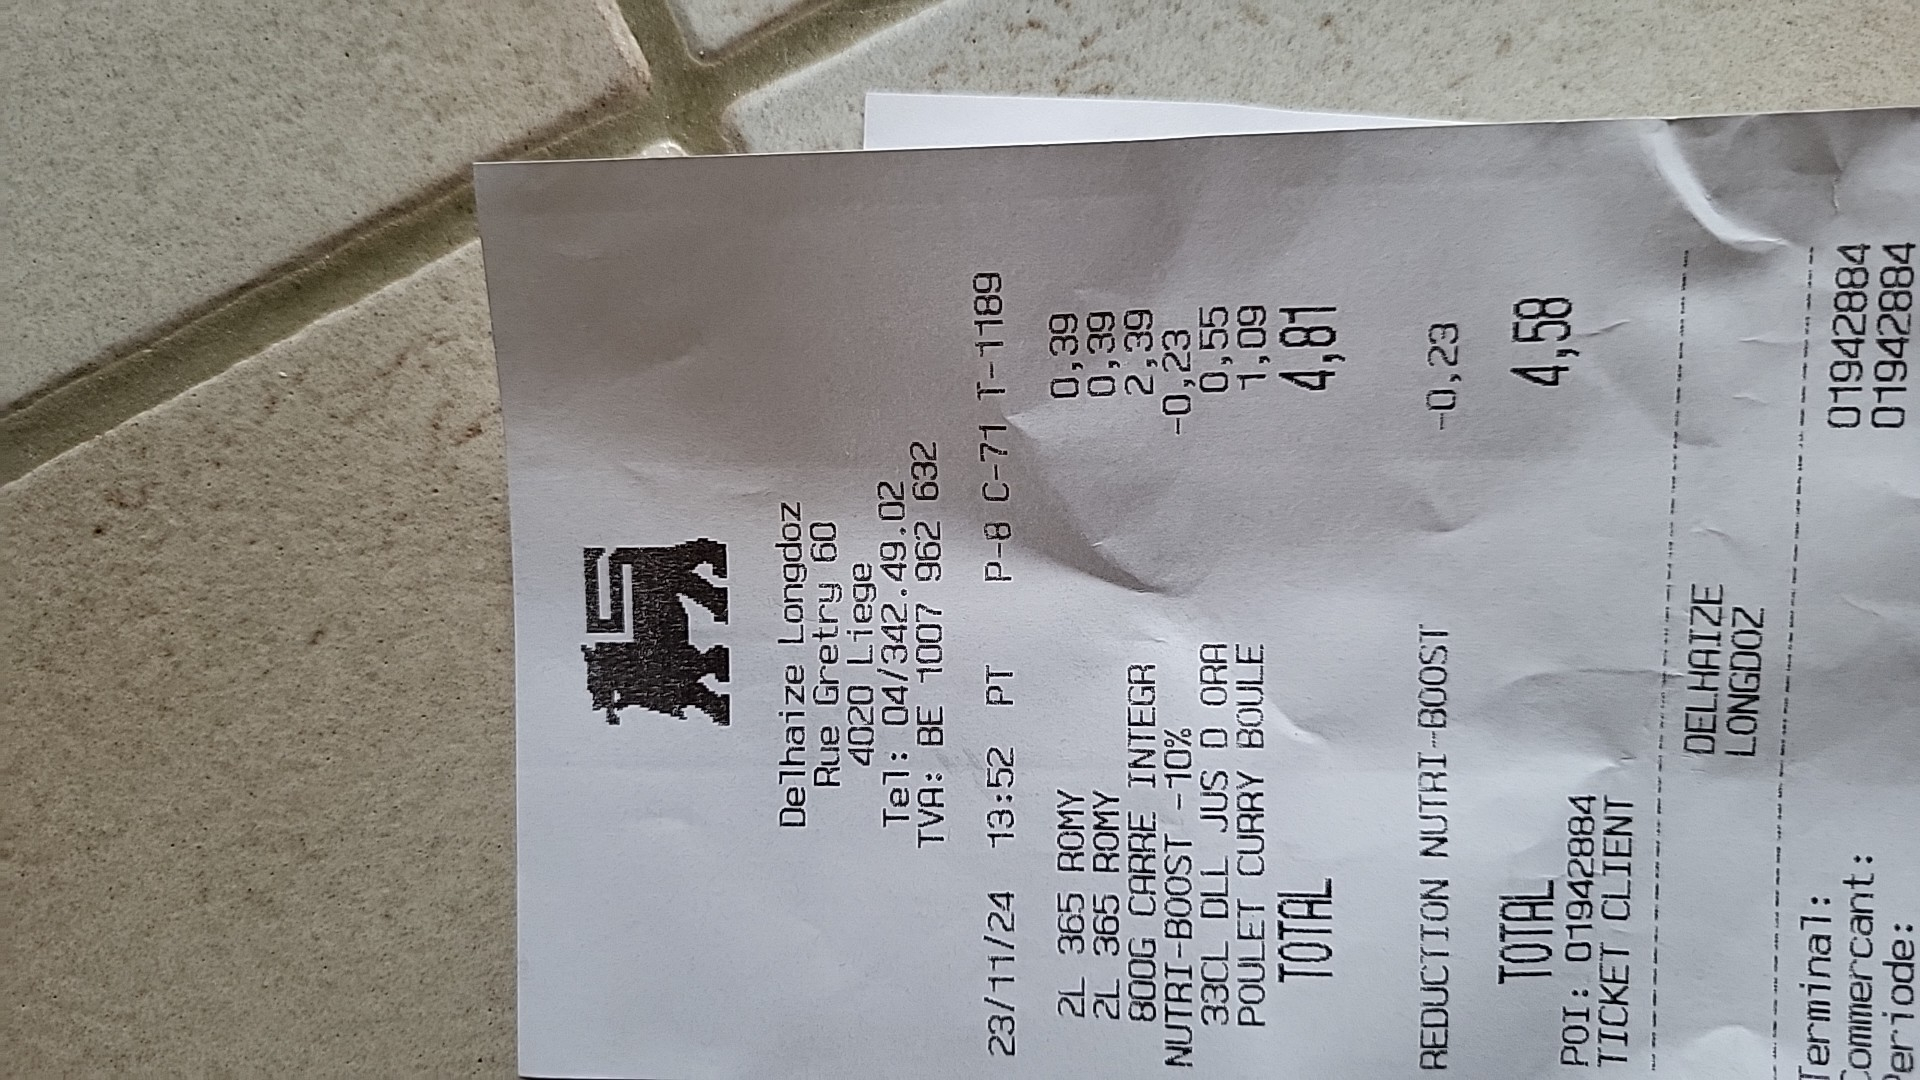 Delhaize Longdoz
Rue Gretry 60
4020 Liege
Tel: 04/342.49.02
TVA: BE 1007 962 632
23/11/24 13:52 PT P-8 C-71 T-1189
2L 365 ROMY 0,39
2L 365 ROMY 0,39
800G CARRE INTEGR 2,39
NUTRI-BOOST -10% -0,23
33CL DLL JUS D ORA 0,55
POULET CURRY BOULE 1,09
TOTAL 4,81
REDUCTION NUTRI-BOOST -0,23
TOTAL 4,58
POI: 01942884
TICKET CLIENT
DELHAIZE
LONGDOZ
Terminal: 01942884
Commercant: 01942884
Periode: